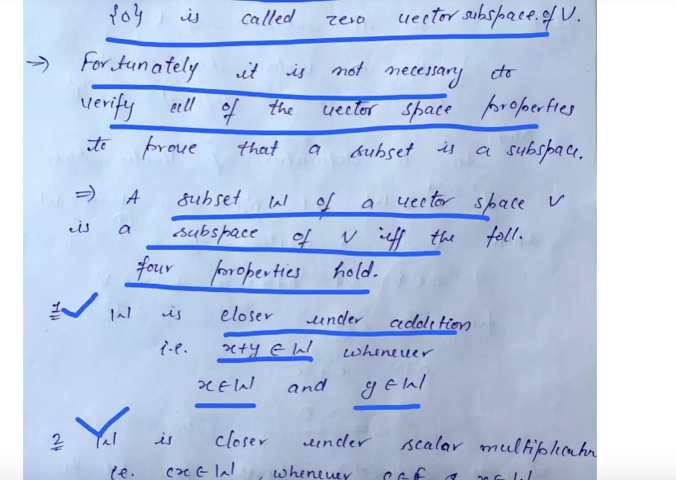 {0} is called zero vector subspace of V.
→ Fortunately it is not necessary to
verify all of the vector space properties
to prove that a subset is a subspace.
⇒ A subset W of a vector space V
is a subspace of V iff the foll.
four properties hold.
1 W is closer under addition
i.e. x+y ∈ W whenever
x ∈ W and y ∈ W
2 W is closer under scalar multiplication
i.e. cx ∈ W, whenever c ∈ F & x ∈ W